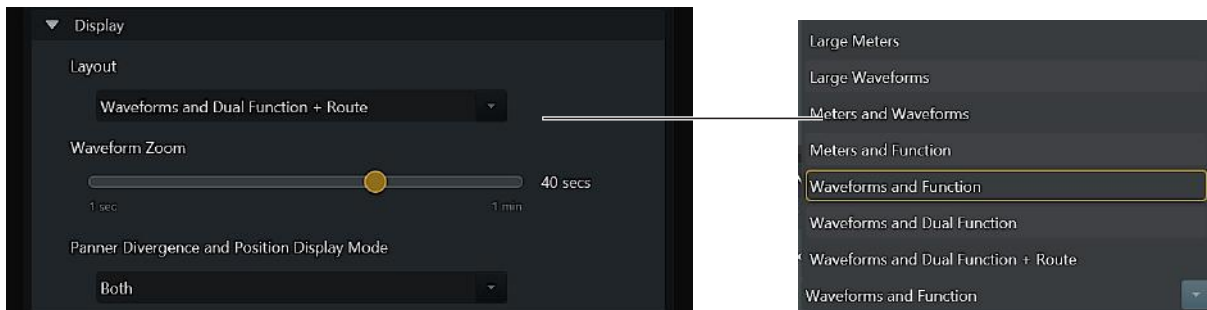 Display
Layout
Waveforms and Dual Function + Route
Waveform Zoom
40 secs
1 sec
1 min
Panner Divergence and Position Display Mode
Both
Large Meters
Large Waveforms
Meters and Waveforms
Meters and Function
Waveforms and Function
Waveforms and Dual Function
Waveforms and Dual Function + Route
Waveforms and Function